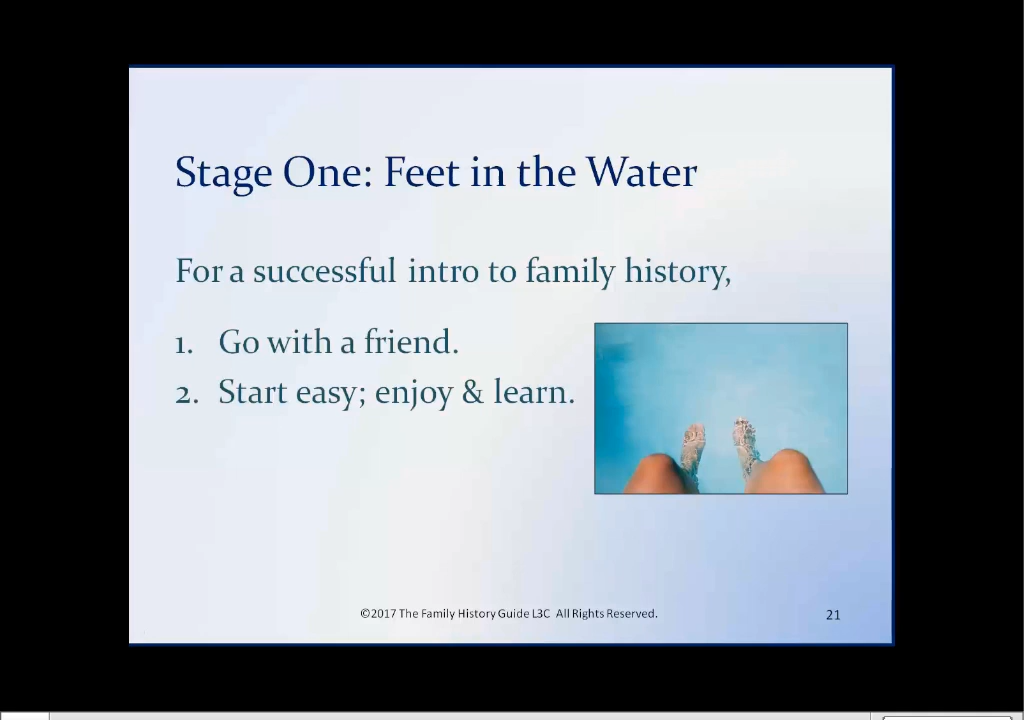 Stage One: Feet in the Water
For a successful intro to family history,
1. Go with a friend.
2. Start easy; enjoy & learn.
©2017 The Family History Guide L3C All Rights Reserved.
21